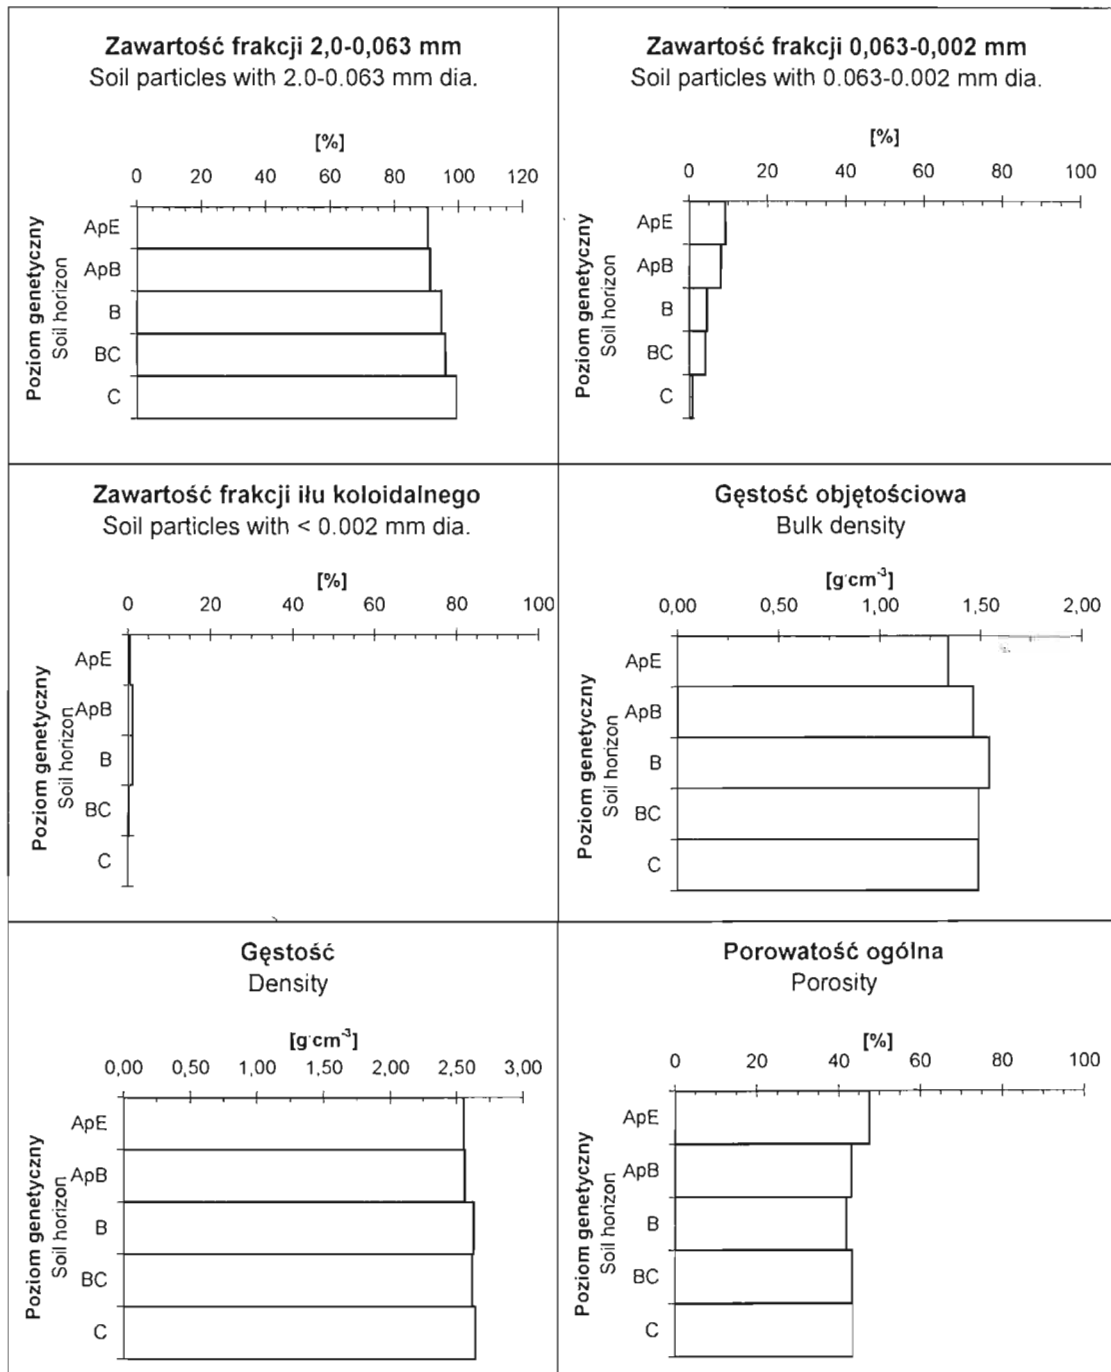 Zawartość frakcji 2,0-0,063 mm
Soil particles with 2.0-0.063 mm dia.
[%]
0 20 40 60 80 100 120
Poziom genetyczny
Soil horizon
ApE
ApB
B
BC
C
Zawartość frakcji 0,063-0,002 mm
Soil particles with 0.063-0.002 mm dia.
[%]
0 20 40 60 80 100
Poziom genetyczny
Soil horizon
ApE
ApB
B
BC
C
Zawartość frakcji iłu koloidalnego
Soil particles with < 0.002 mm dia.
[%]
0 20 40 60 80 100
Poziom genetyczny
Soil horizon
ApE
ApB
B
BC
C
Gęstość objętościowa
Bulk density
[g·cm⁻³]
0,00 0,50 1,00 1,50 2,00
Poziom genetyczny
Soil horizon
ApE
ApB
B
BC
C
Gęstość
Density
[g·cm⁻³]
0,00 0,50 1,00 1,50 2,00 2,50 3,00
Poziom genetyczny
Soil horizon
ApE
ApB
B
BC
C
Porowatość ogólna
Porosity
[%]
0 20 40 60 80 100
Poziom genetyczny
Soil horizon
ApE
ApB
B
BC
C